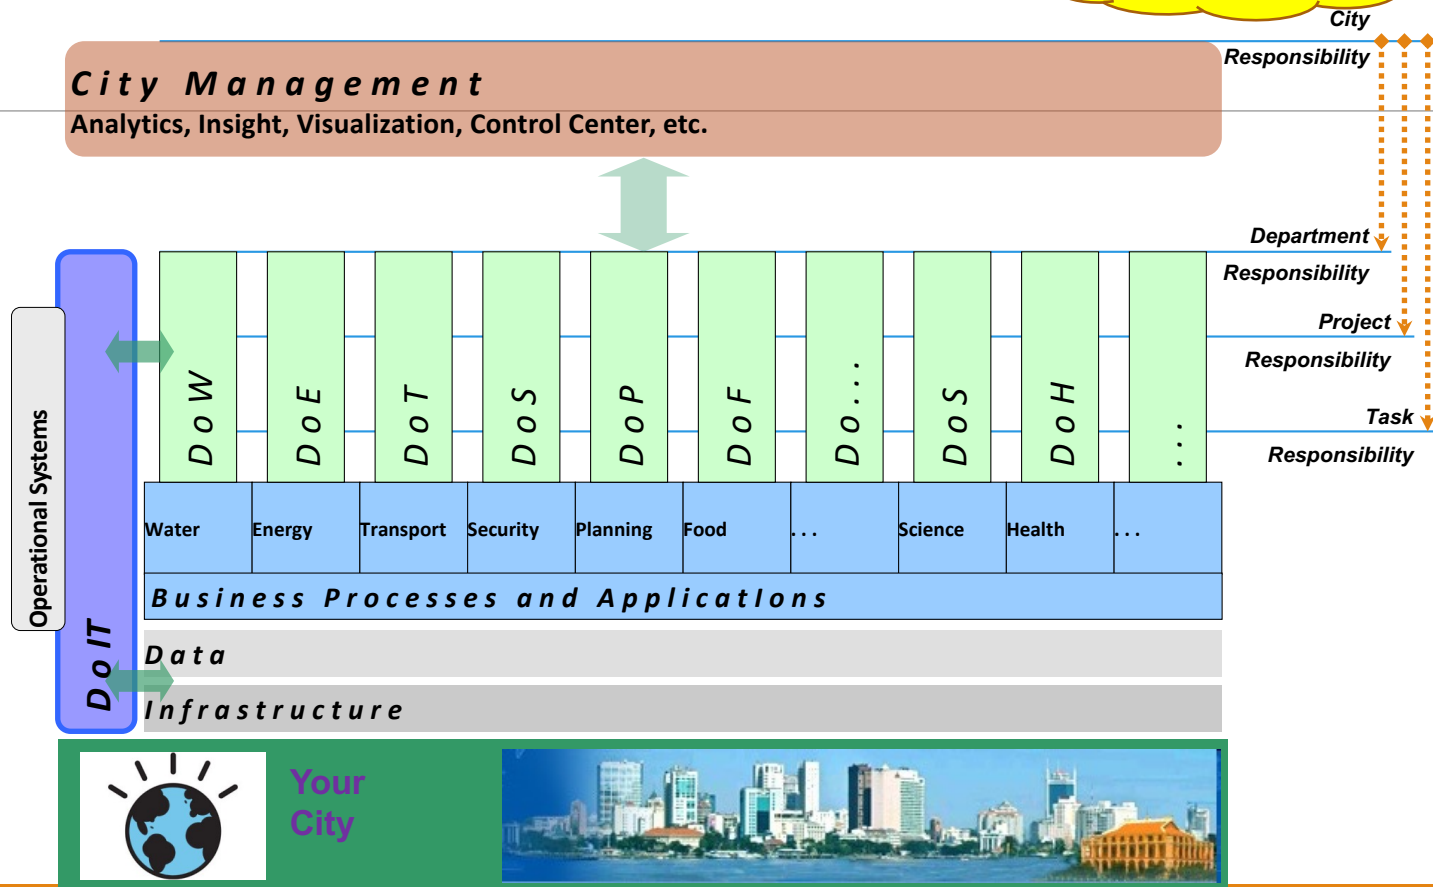 City
Responsibility
City Management
Analytics, Insight, Visualization, Control Center, etc.
Department
Responsibility
Project
Responsibility
Task
Responsibility
Operational Systems
DoIT
DoW
DoE
DoT
DoS
DoP
DoF
Do...
DoS
DoH
...
Water
Energy
Transport
Security
Planning
Food
...
Science
Health
...
Business Processes and ApplicatIons
Data
Infrastructure
Your
City